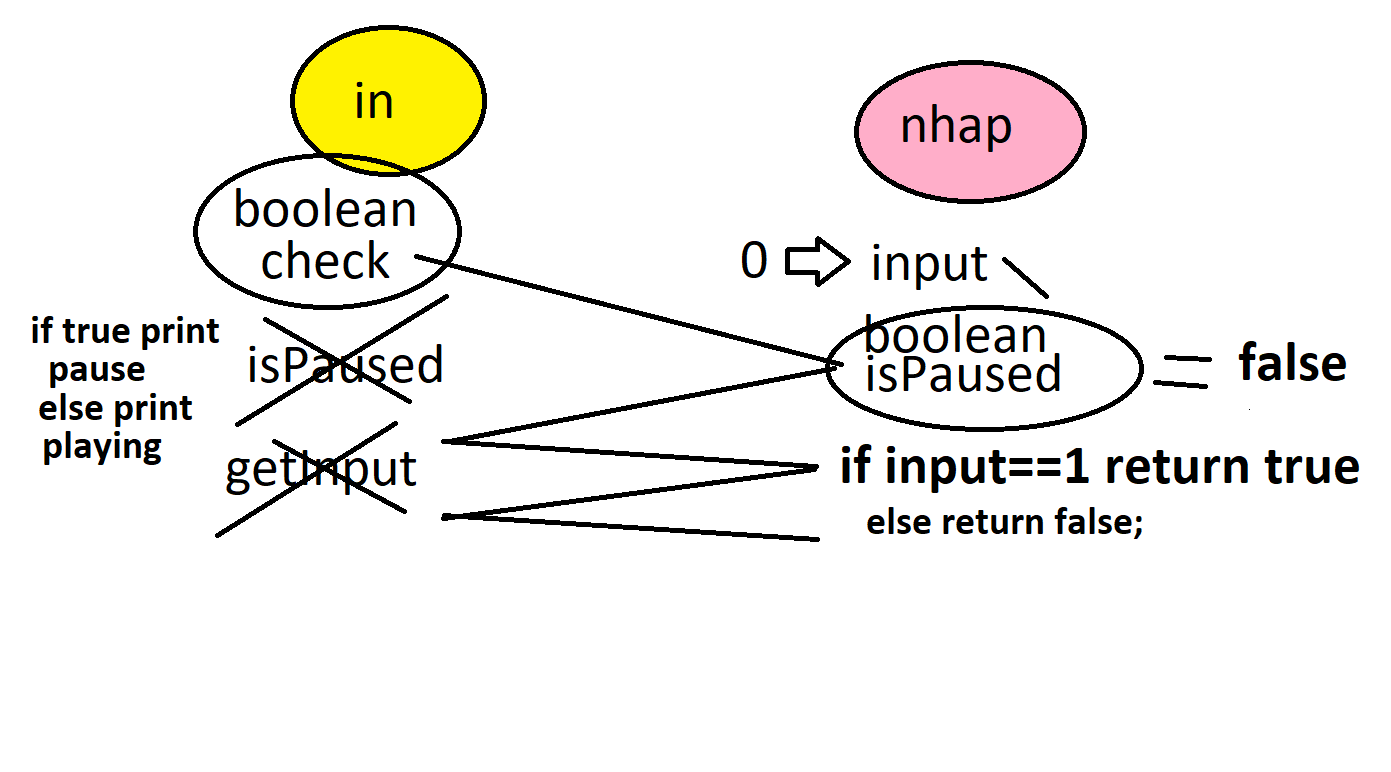 in
boolean
check
if true print
pause
else print
playing
isPaused
getInput
nhap
0 input
boolean
isPaused
false
if input==1 return true
else return false;